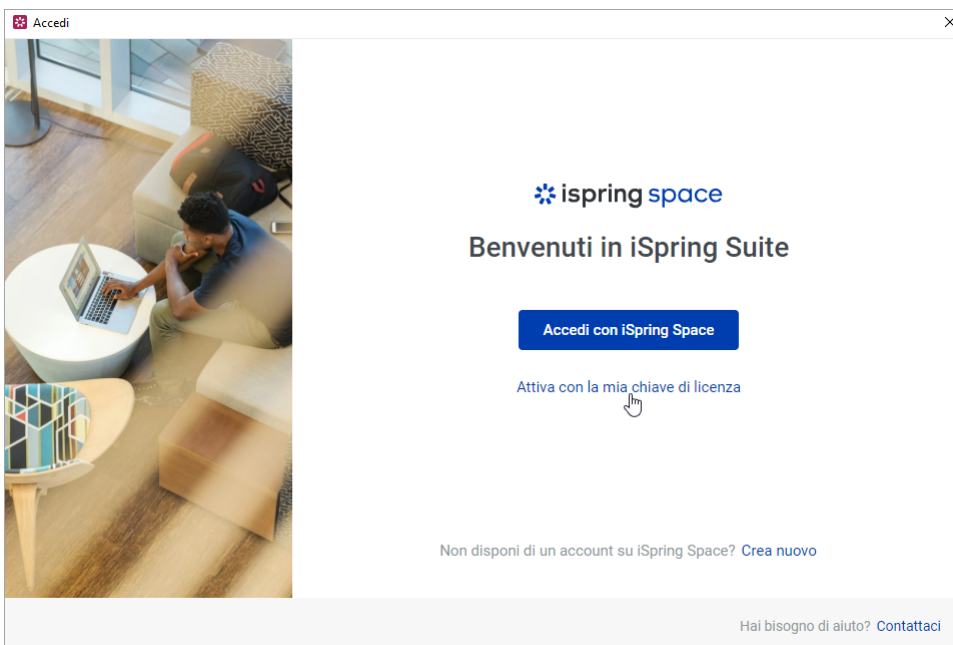 Accedi
ispring space
Benvenuti in iSpring Suite
Accedi con iSpring Space
Attiva con la mia chiave di licenza
Non disponi di un account su iSpring Space? Crea nuovo
Hai bisogno di aiuto? Contattaci